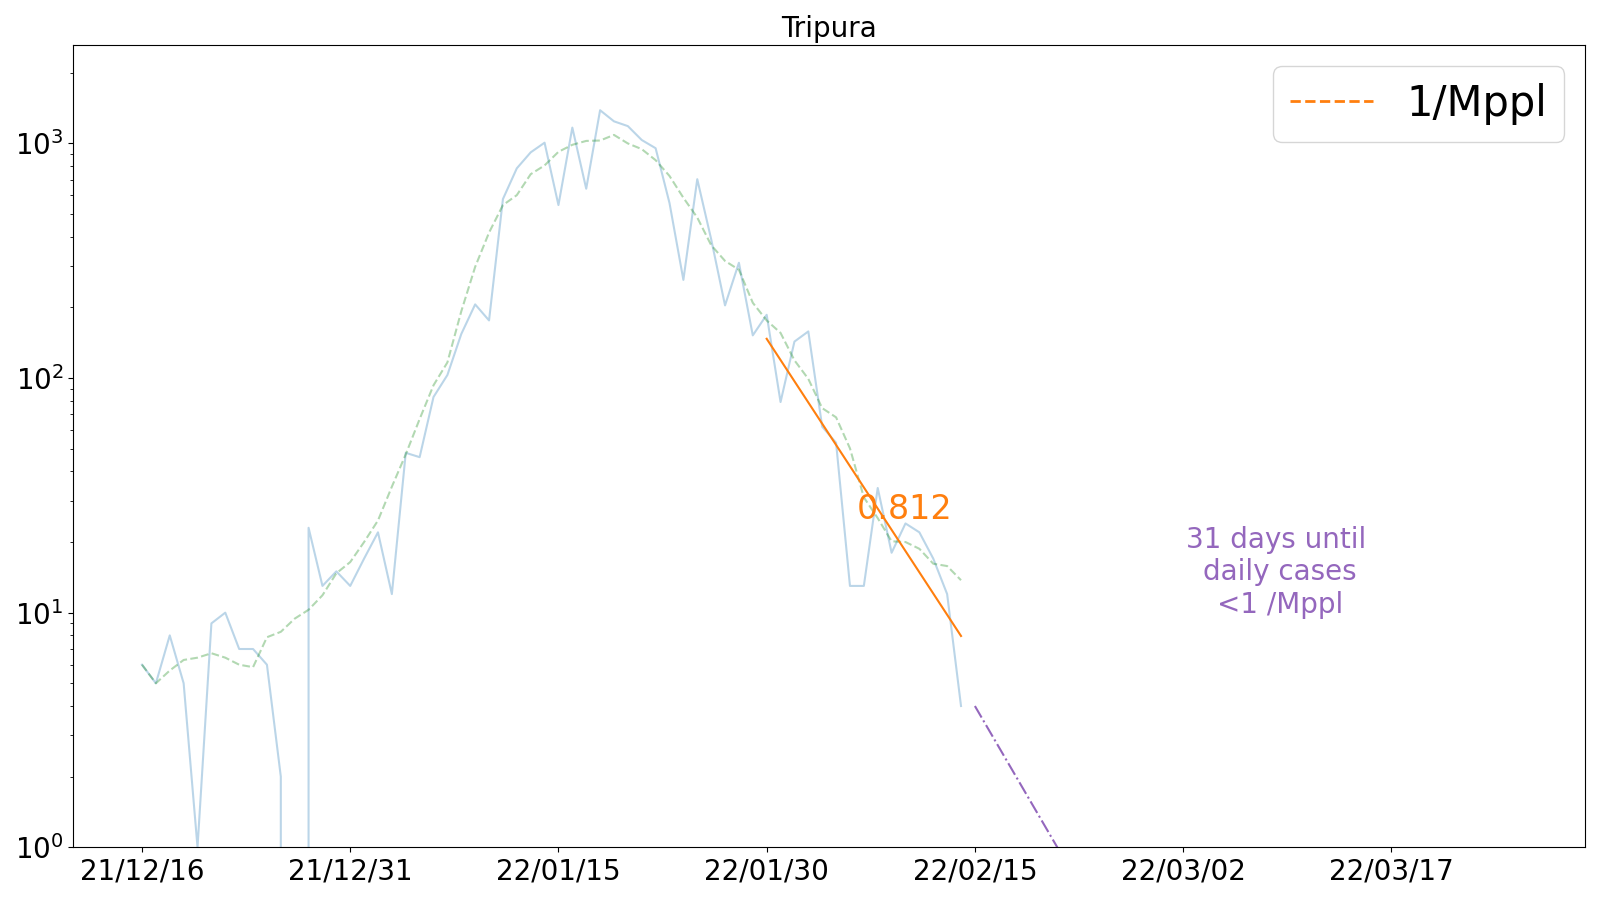 Tripura
1/Mppl
10³
10²
0.812
31 days until
daily cases
<1 /Mppl
10¹
10⁰
21/12/16 21/12/31 22/01/15 22/01/30 22/02/15 22/03/02 22/03/17